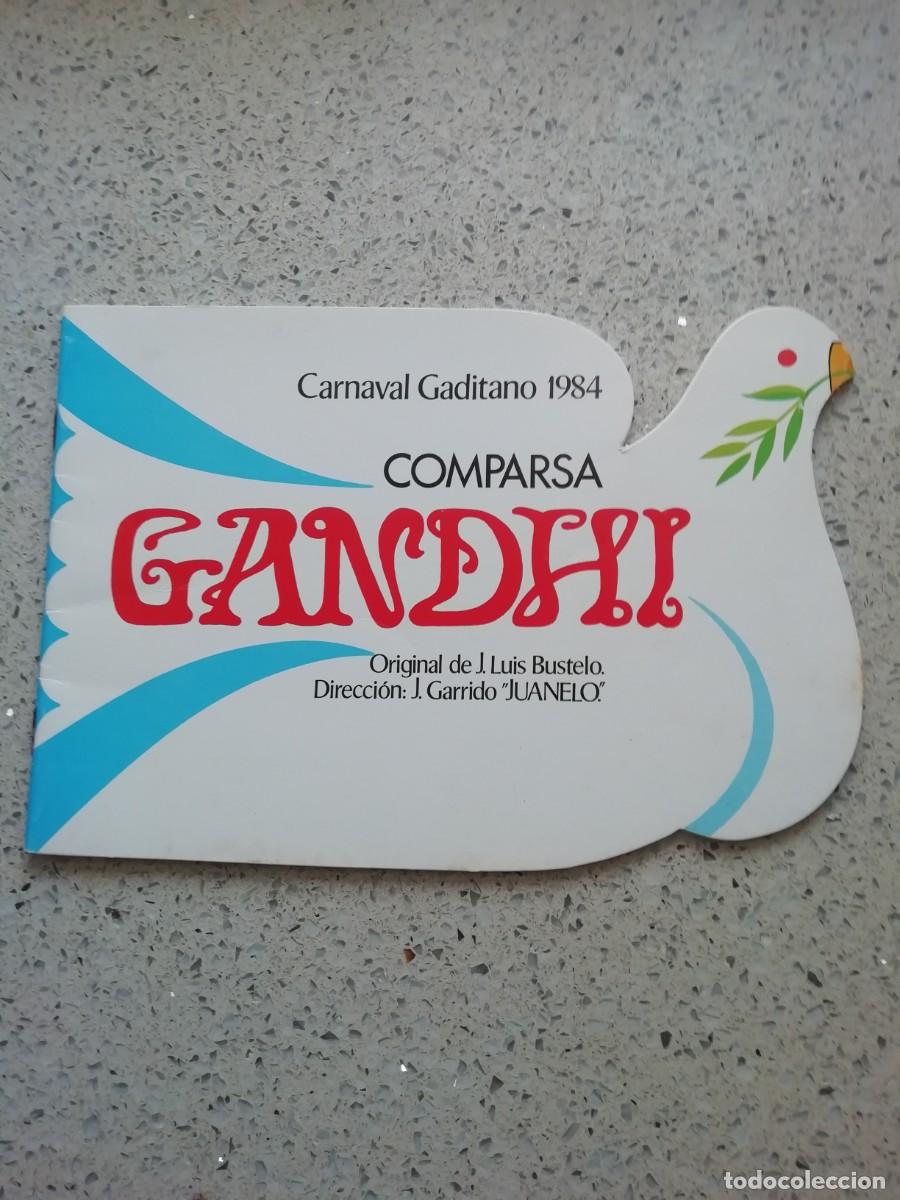 Carnaval Gaditano 1984
COMPARSA
GANDHI
Original de J. Luis Bustelo.
Dirección: J. Garrido "JUANELO."
todocoleccion